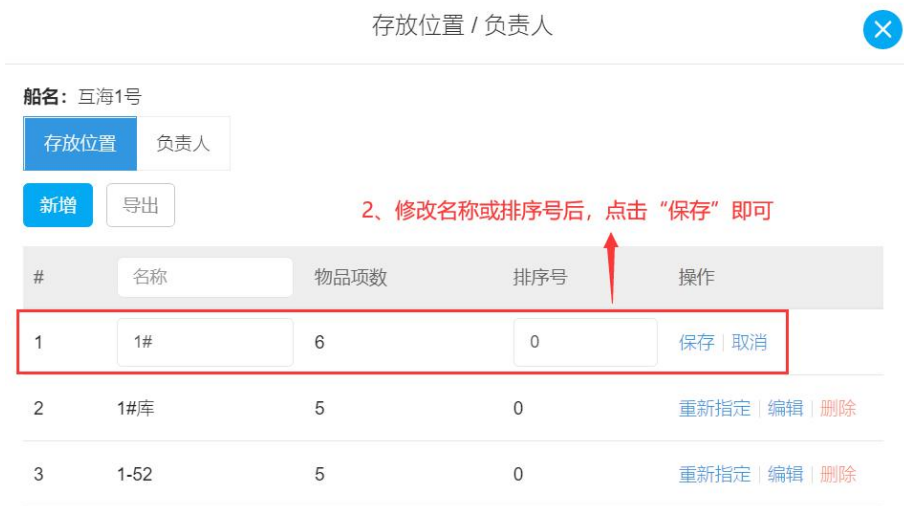 存放位置 / 负责人
船名：互海1号
存放位置 负责人
新增 导出
2、修改名称或排序号后，点击“保存”即可
# 名称 物品项数 排序号 操作
1 1# 6 0 保存 | 取消
2 1#库 5 0 重新指定 | 编辑 | 删除
3 1-52 5 0 重新指定 | 编辑 | 删除